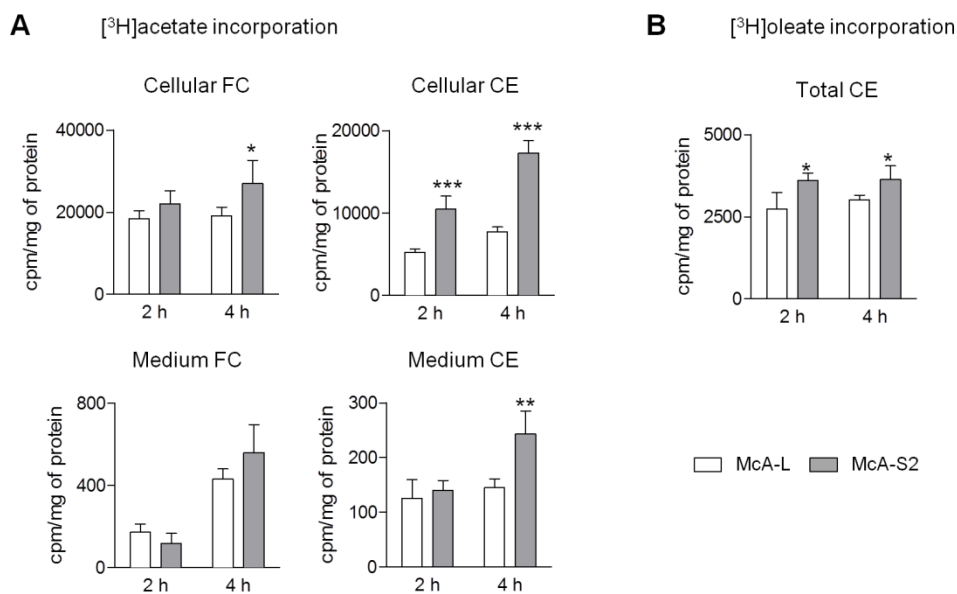 A [³H]acetate incorporation
B [³H]oleate incorporation
Cellular FC
cpm/mg of protein
40000
20000
0
*
2 h 4 h
Cellular CE
cpm/mg of protein
20000
10000
0
*** ***
2 h 4 h
Total CE
cpm/mg of protein
5000
2500
0
* *
2 h 4 h
Medium FC
cpm/mg of protein
800
400
0
2 h 4 h
Medium CE
cpm/mg of protein
300
200
100
0
**
2 h 4 h
McA-L McA-S2